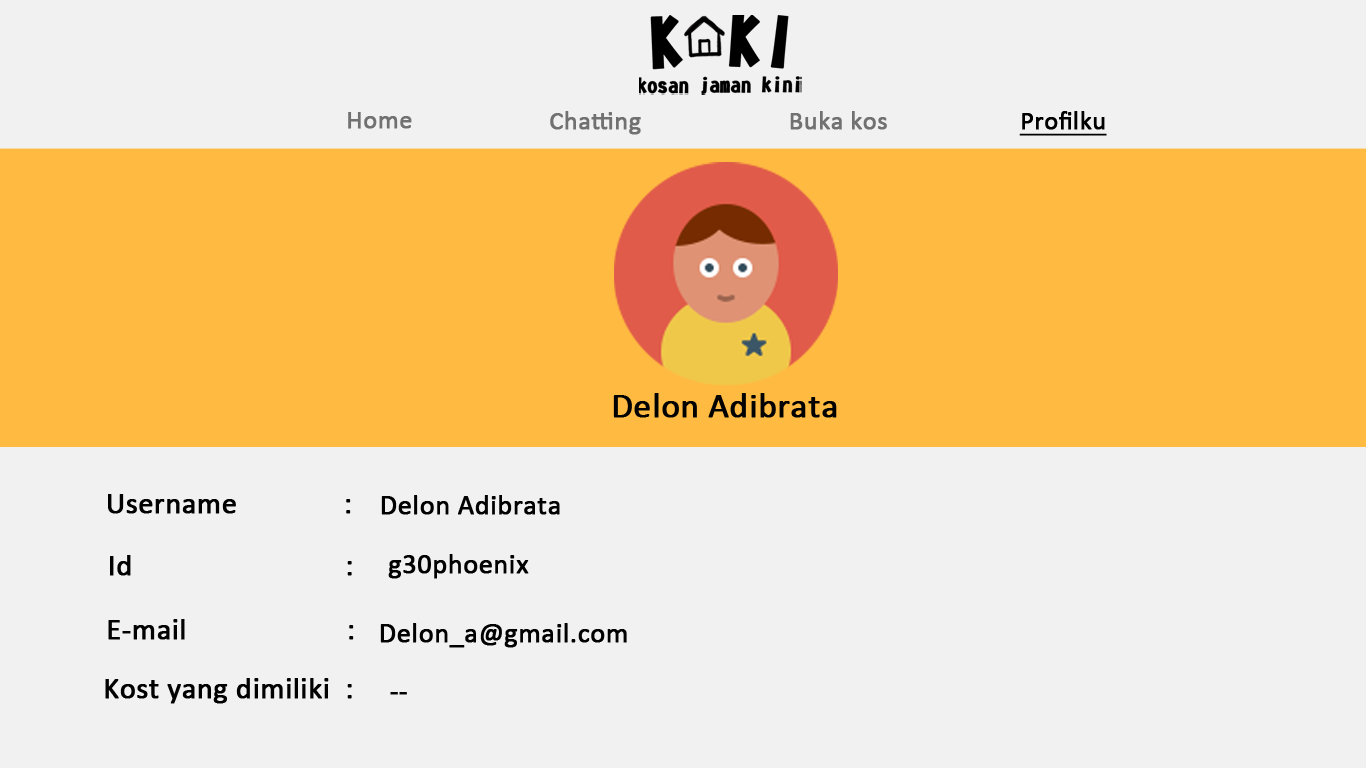 KAKI
kosan jaman kini
Home Chatting Buka kos Profilku
Delon Adibrata
Username : Delon Adibrata
Id : g30phoenix
E-mail : Delon_a@gmail.com
Kost yang dimiliki : --